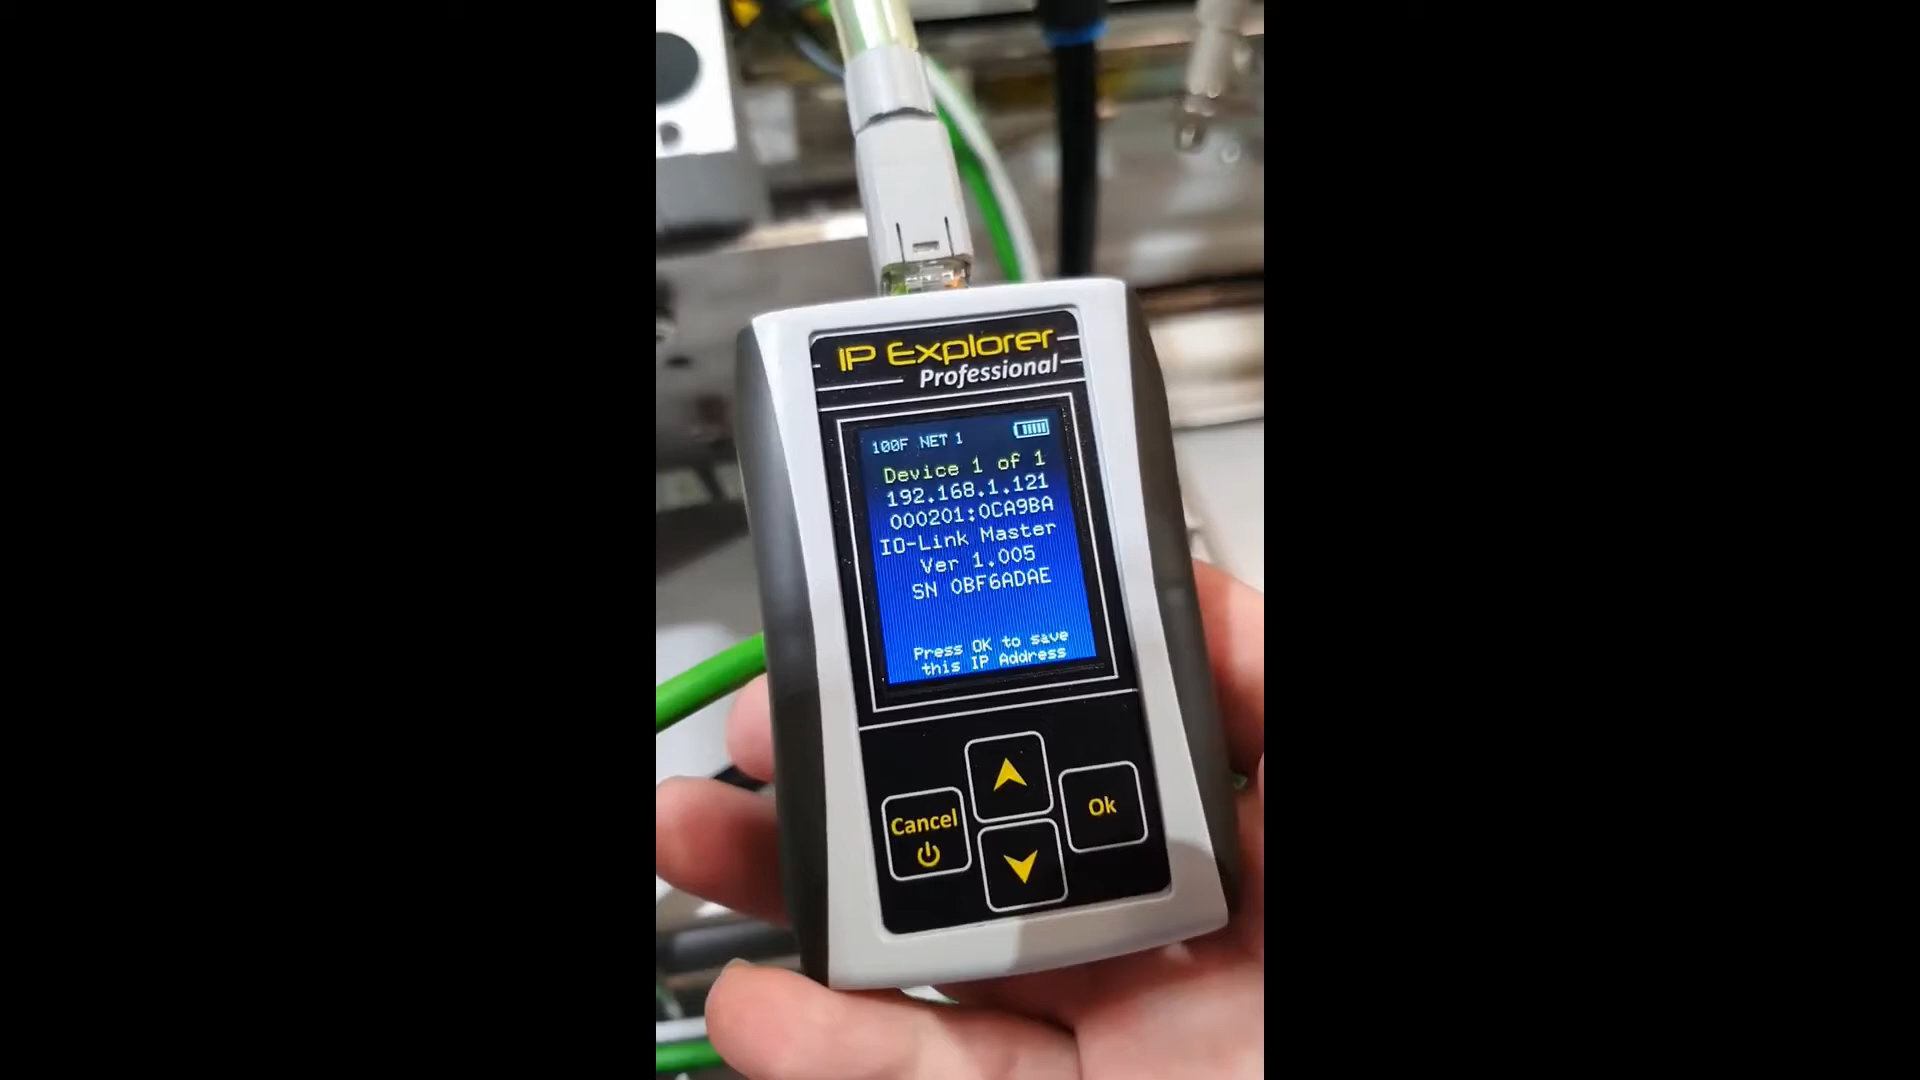 IP Explorer
Professional
100F NET 1
Device 1 of 1
192.168.1.121
000201:0CA9BA
IO-Link Master
Ver 1.005
SN 0BF6ADAE
Press OK to save
this IP Address
Cancel
Ok